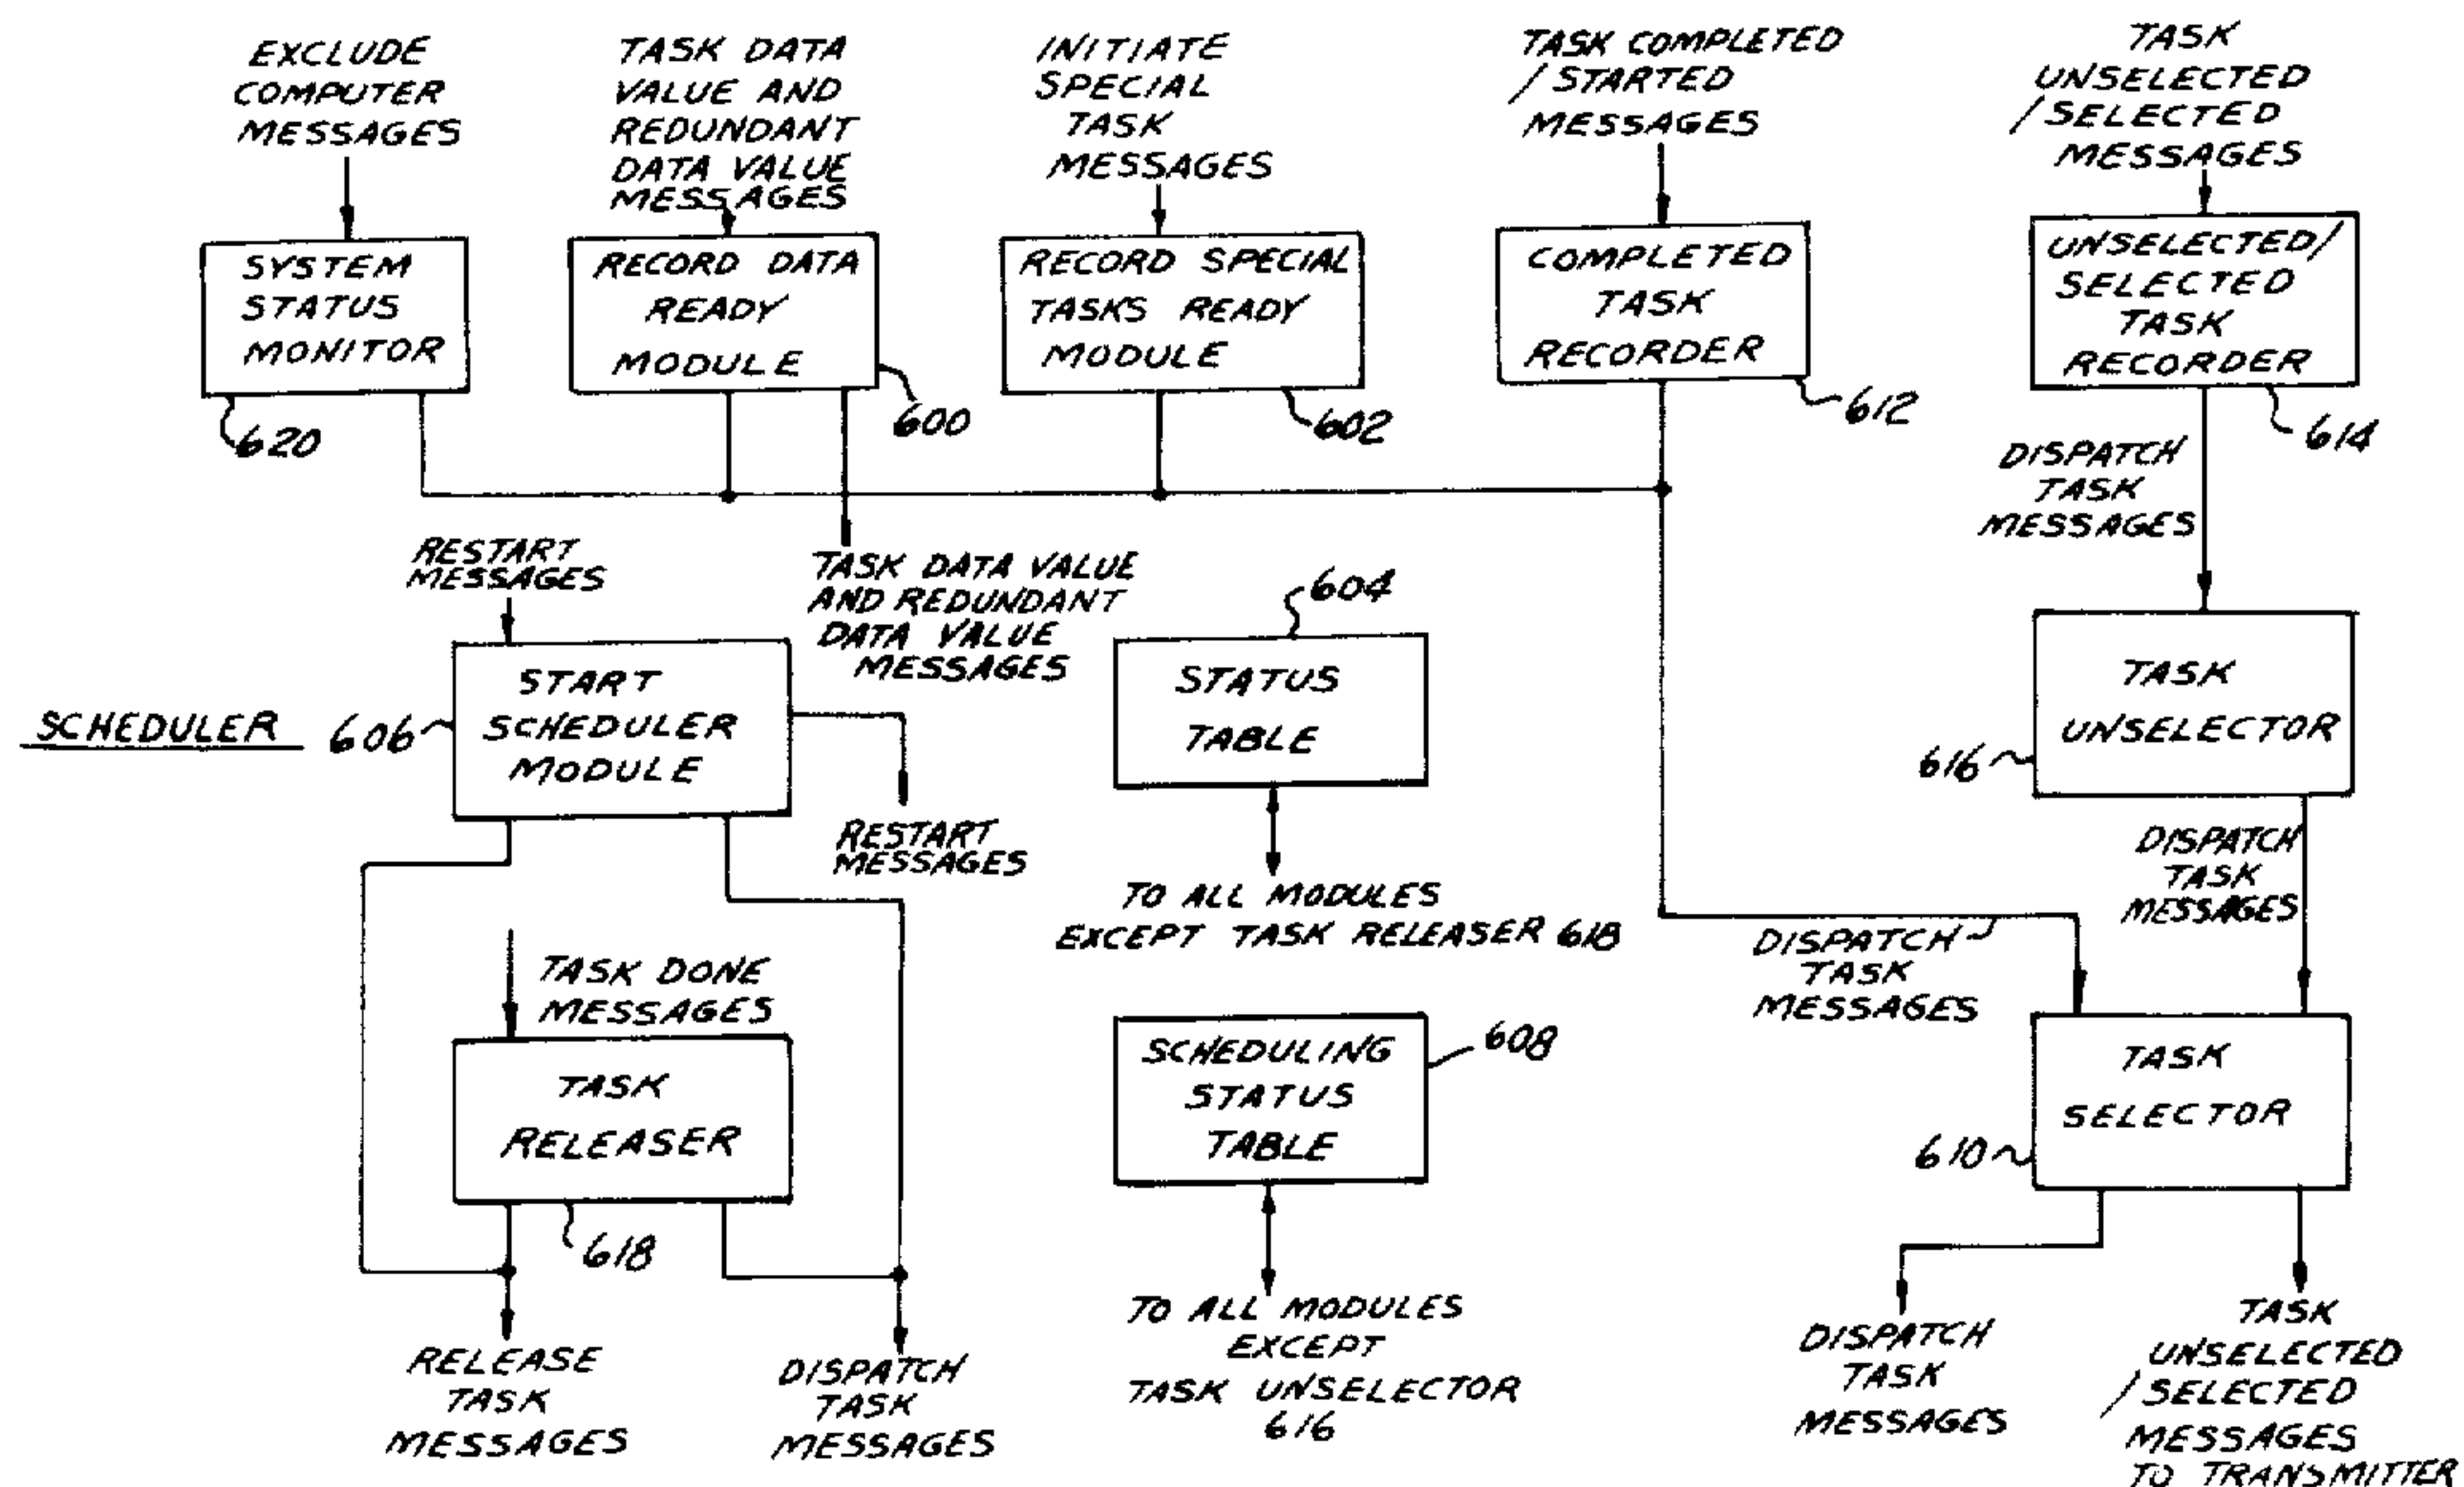 EXCLUDE
COMPUTER
MESSAGES
TASK DATA
VALUE AND
REDUNDANT
DATA VALUE
MESSAGES
INITIATE
SPECIAL
TASK
MESSAGES
TASK COMPLETED
/STARTED
MESSAGES
TASK
UNSELECTED
/SELECTED
MESSAGES
SYSTEM
STATUS
MONITOR
620
RECORD DATA
READY
MODULE
600
RECORD SPECIAL
TASKS READY
MODULE
602
COMPLETED
TASK
RECORDER
612
UNSELECTED/
SELECTED
TASK
RECORDER
614
DISPATCH
TASK
MESSAGES
RESTART
MESSAGES
TASK DATA VALUE
AND REDUNDANT
DATA VALUE
MESSAGES
604
STATUS
TABLE
TO ALL MODULES
EXCEPT TASK RELEASER 618
SCHEDULER
606
START
SCHEDULER
MODULE
RESTART
MESSAGES
TASK
UNSELECTOR
616
DISPATCH
TASK
MESSAGES
DISPATCH
TASK
MESSAGES
TASK DONE
MESSAGES
TASK
RELEASER
618
SCHEDULING
STATUS
TABLE
608
TASK
SELECTOR
610
RELEASE
TASK
MESSAGES
DISPATCH
TASK
MESSAGES
TO ALL MODULES
EXCEPT
TASK UNSELECTOR
616
DISPATCH
TASK
MESSAGES
TASK
UNSELECTED
/SELECTED
MESSAGES
TO TRANSMITTER